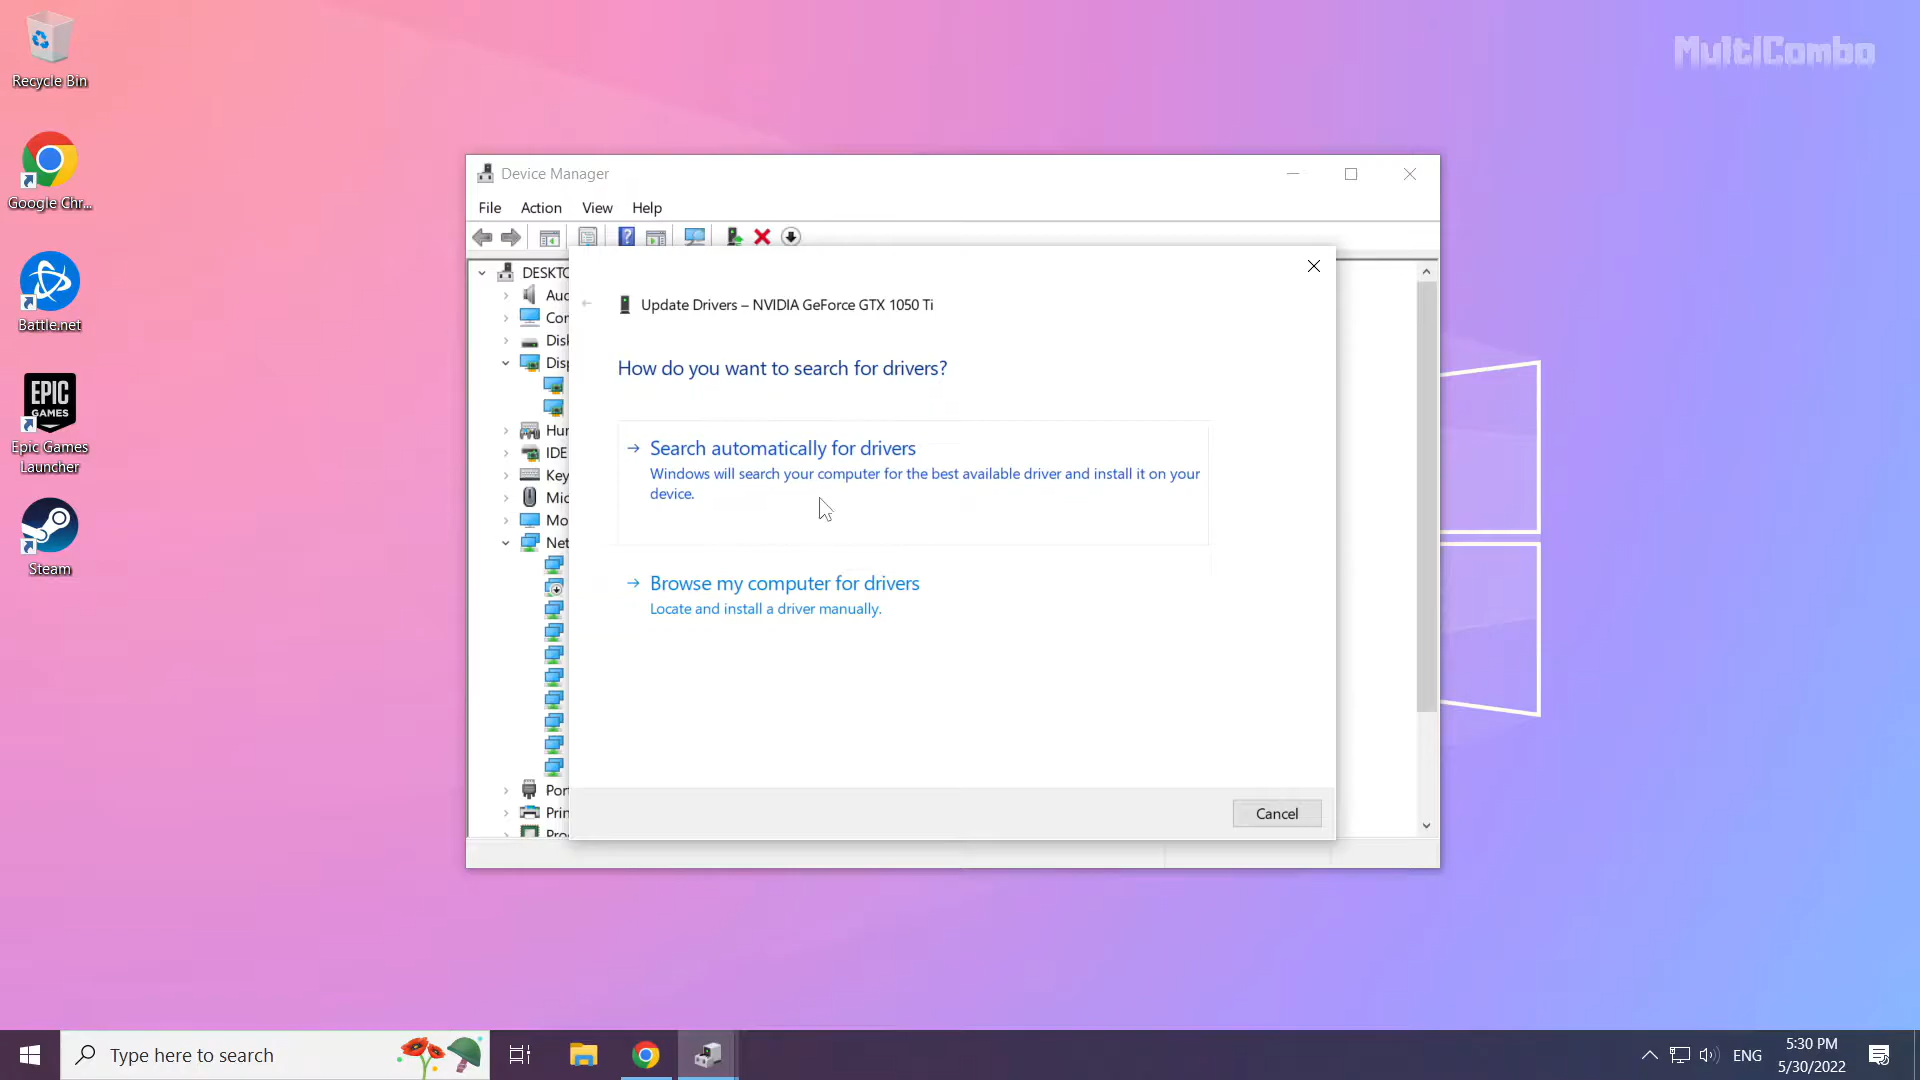 Recycle Bin
Google Chr...
Battle.net
EPIC
GAMES
Epic Games
Launcher
Steam
MultiCombo
Device Manager
File Action View Help
DESKTO
Aud
Con
Disk
Disp
Hum
IDE
Key
Mic
Mo
Net
Port
Prin
Pro
Update Drivers – NVIDIA GeForce GTX 1050 Ti
How do you want to search for drivers?
Search automatically for drivers
Windows will search your computer for the best available driver and install it on your
device.
Browse my computer for drivers
Locate and install a driver manually.
Cancel
Type here to search
ENG
5:30 PM
5/30/2022